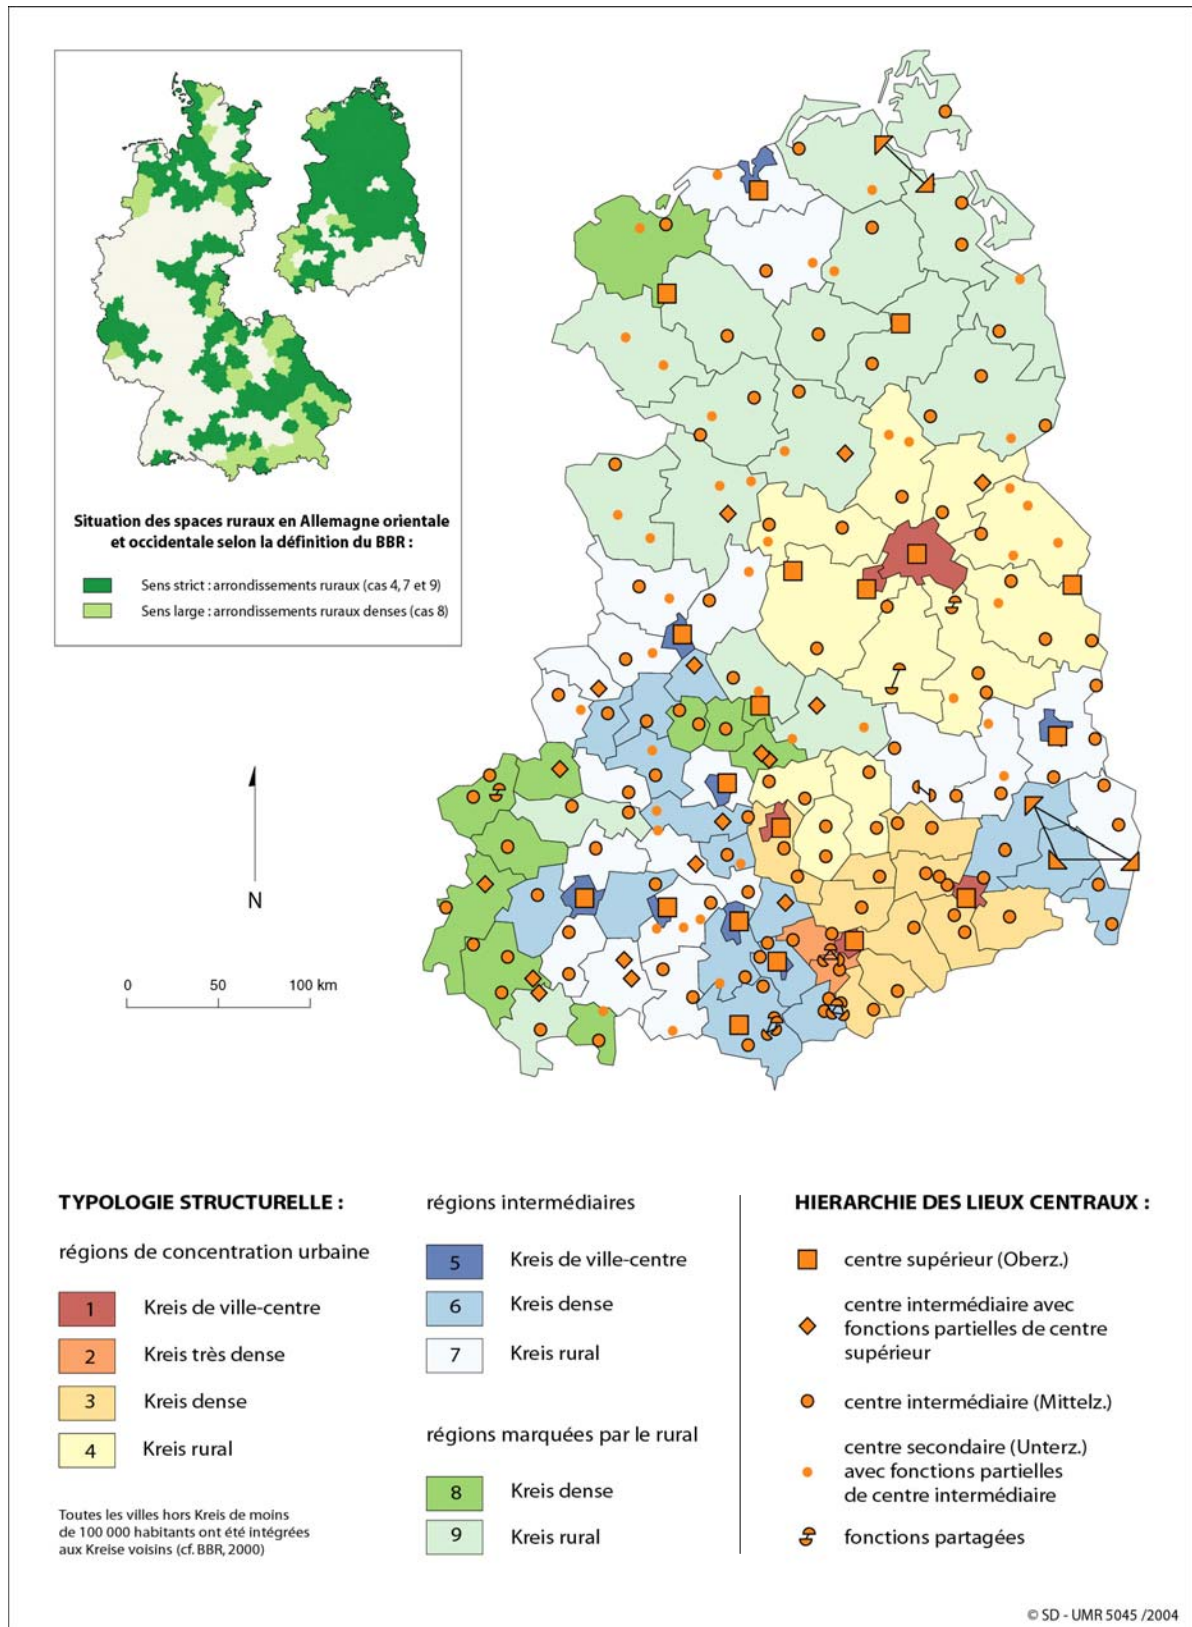 Situation des spaces ruraux en Allemagne orientale
et occidentale selon la définition du BBR :
Sens strict : arrondissements ruraux (cas 4, 7 et 9)
Sens large : arrondissements ruraux denses (cas 8)
N
0 50 100 km
TYPOLOGIE STRUCTURELLE :
régions de concentration urbaine
1 Kreis de ville-centre
2 Kreis très dense
3 Kreis dense
4 Kreis rural
Toutes les villes hors Kreis de moins
de 100 000 habitants ont été intégrées
aux Kreise voisins (cf. BBR, 2000)
régions intermédiaires
5 Kreis de ville-centre
6 Kreis dense
7 Kreis rural
régions marquées par le rural
8 Kreis dense
9 Kreis rural
HIERARCHIE DES LIEUX CENTRAUX :
centre supérieur (Oberz.)
centre intermédiaire avec
fonctions partielles de centre
supérieur
centre intermédiaire (Mittelz.)
centre secondaire (Unterz.)
avec fonctions partielles
de centre intermédiaire
fonctions partagées
© SD - UMR 5045 /2004